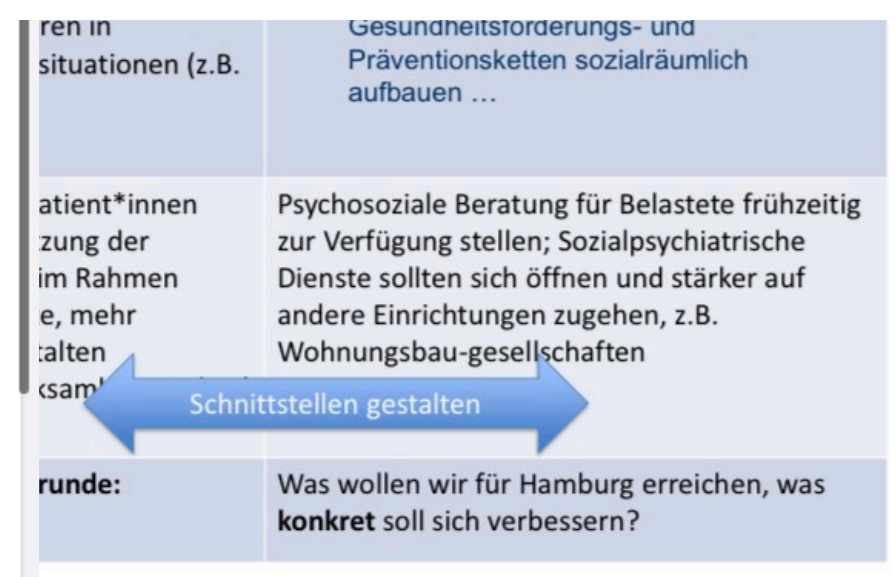 ren in
situationen (z.B.
Gesundheitsförderungs- und
Präventionsketten sozialräumlich
aufbauen …
atient*innen
zung der
im Rahmen
e, mehr
talten
ksam
Psychosoziale Beratung für Belastete frühzeitig
zur Verfügung stellen; Sozialpsychiatrische
Dienste sollten sich öffnen und stärker auf
andere Einrichtungen zugehen, z.B.
Wohnungsbau-gesellschaften
Schnittstellen gestalten
runde:
Was wollen wir für Hamburg erreichen, was
konkret soll sich verbessern?